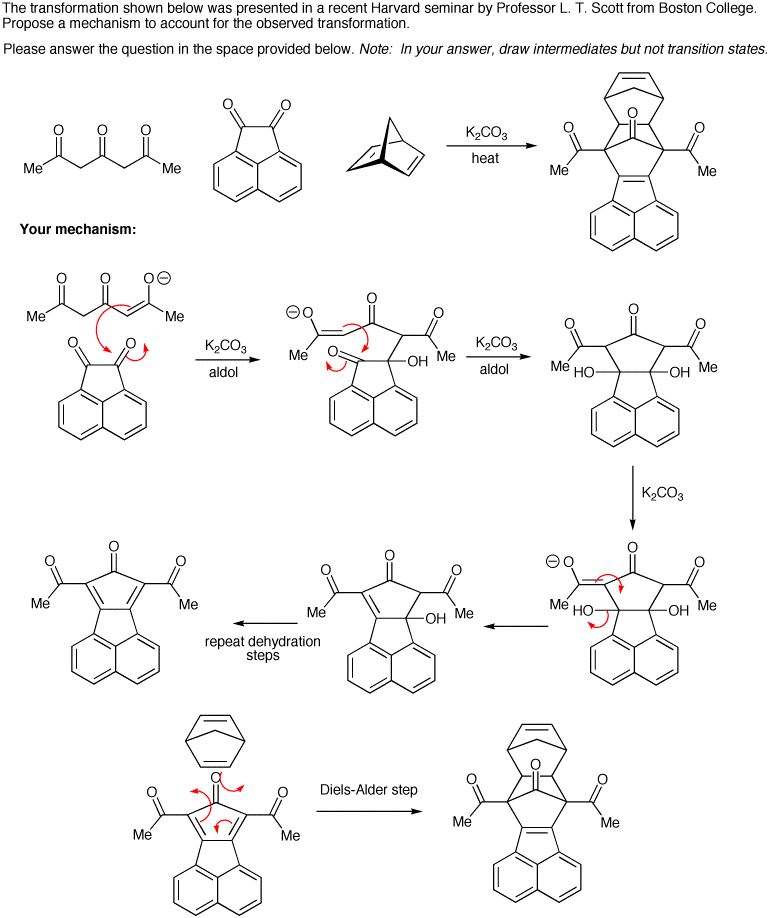 The transformation shown below was presented in a recent Harvard seminar by Professor L. T. Scott from Boston College.
Propose a mechanism to account for the observed transformation.
Please answer the question in the space provided below. Note: In your answer, draw intermediates but not transition states.
O O O
Me Me
O O
K₂CO₃
heat
O O O
Me Me
Your mechanism:
O O O⊖
Me Me
O O
K₂CO₃
aldol
⊖O O O
Me O OH Me
K₂CO₃
aldol
O O O
Me HO OH Me
K₂CO₃
O O O
Me Me
repeat dehydration
steps
O O O
Me OH Me
⊖O O O
Me HO OH Me
O O O
Me Me
Diels-Alder step
O O O
Me Me